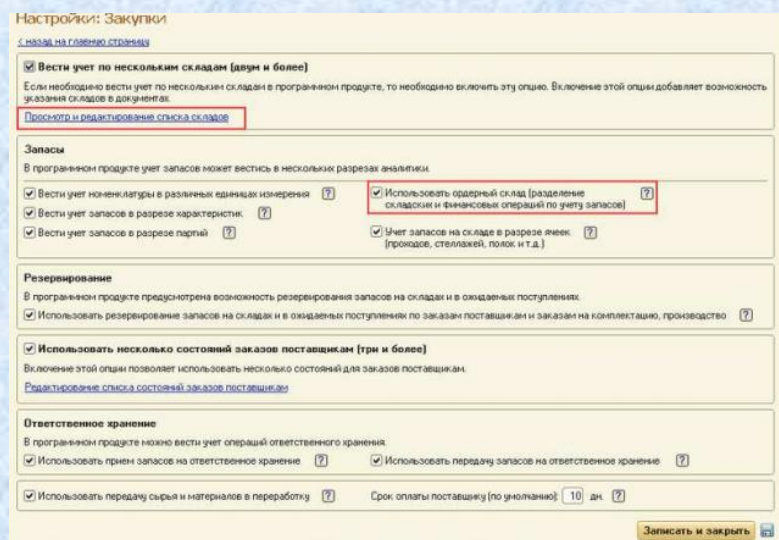 Настройки: Закупки
< назад на главную страницу
Вести учет по нескольким складам (двум и более)
Если необходимо вести учет по нескольким складам в программном продукте, то необходимо включить эту опцию. Включение этой опции добавляет возможность
указания складов в документах.
Просмотр и редактирование списка складов
Запасы
В программном продукте учет запасов может вестись в нескольких разрезах аналитики.
Вести учет номенклатуры в различных единицах измерения ?
Использовать ордерный склад (разделение ?
складских и финансовых операций по учету запасов)
Вести учет запасов в разрезе характеристик ?
Вести учет запасов в разрезе партий ?
Учет запасов на складе в разрезе ячеек ?
(проходов, стеллажей, полок и т.д.)
Резервирование
В программном продукте предусмотрена возможность резервирования запасов на складах и в ожидаемых поступлениях.
Использовать резервирование запасов на складах и в ожидаемых поступлениях по заказам поставщикам и заказам на комплектацию, производство ?
Использовать несколько состояний заказов поставщикам (три и более)
Включение этой опции позволяет использовать несколько состояний для заказов поставщикам.
Редактирование списка состояний заказов поставщикам
Ответственное хранение
В программном продукте можно вести учет операций ответственного хранения.
Использовать прием запасов на ответственное хранение ?
Использовать передачу запасов на ответственное хранение ?
Использовать передачу сырья и материалов в переработку ?
Срок оплаты поставщику (по умолчанию): 10 дн. ?
Записать и закрыть